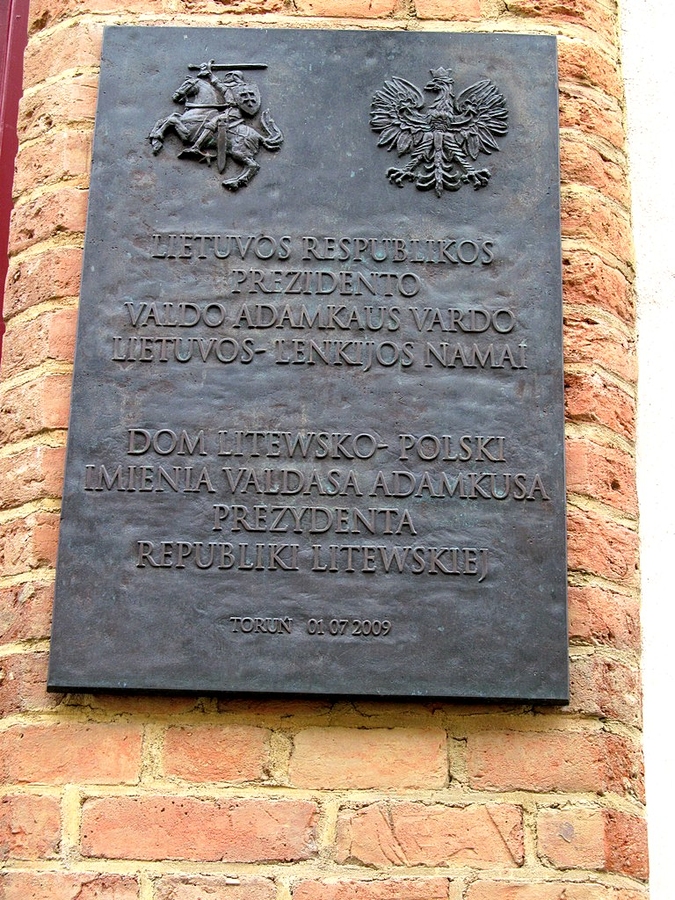 LIETUVOS RESPUBLIKOS
PREZIDENTO
VALDO ADAMKAUS VARDO
LIETUVOS- LENKIJOS NAMAI
DOM LITEWSKO- POLSKI
IMIENIA VALDASA ADAMKUSA
PREZYDENTA
REPUBLIKI LITEWSKIEJ
TORUŃ 01 07 2009